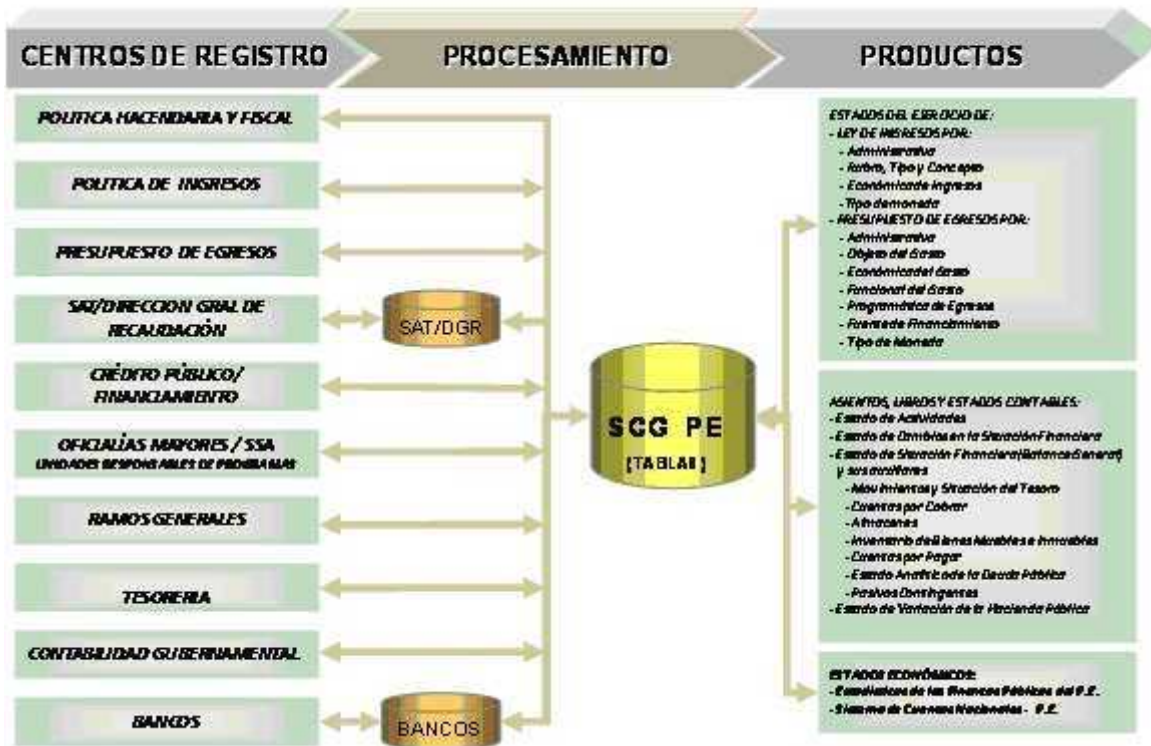 CENTROS DE REGISTRO
PROCESAMIENTO
PRODUCTOS
POLITICA HACENDARIA Y FISCAL
POLITICA DE INGRESOS
PRESUPUESTO DE EGRESOS
SAT/DIRECCION GRAL DE
RECAUDACIÓN
CRÉDITO PÚBLICO/
FINANCIAMIENTO
OFICIALÍAS MAYORES / SSA
UNIDADES RESPONSABLES DE PROGRAMAS
RAMOS GENERALES
TESORERIA
CONTABILIDAD GUBERNAMENTAL
BANCOS
SAT/DGR
BANCOS
SCG PE
(TABLAS)
ESTADOS DEL EJERCICIO DE:
- LEY DE INGRESOS POR:
- Administrativa
- Rubro, Tipo y Concepto
- Económica de Ingresos
- Tipo de moneda
- PRESUPUESTO DE EGRESOS POR:
- Administrativa
- Objeto del Gasto
- Económica del Gasto
- Funcional del Gasto
- Programática de Egresos
- Fuente de Financiamiento
- Tipo de Moneda
ASIENTOS, LIBROS Y ESTADOS CONTABLES:
- Estado de Actividades
- Estado de Cambios en la Situación Financiera
- Estado de Situación Financiera (Balance General)
y sus auxiliares
- Movimientos y Situación del Tesoro
- Cuentas por Cobrar
- Almacenes
- Inventario de Bienes Muebles e Inmuebles
- Cuentas por Pagar
- Estado Analítico de la Deuda Pública
- Pasivos Contingentes
- Estado de Variación de la Hacienda Pública
ESTADOS ECONÓMICOS:
- Estadísticas de las Finanzas Públicas del P.E.
- Sistema de Cuentas Nacionales - P.E.